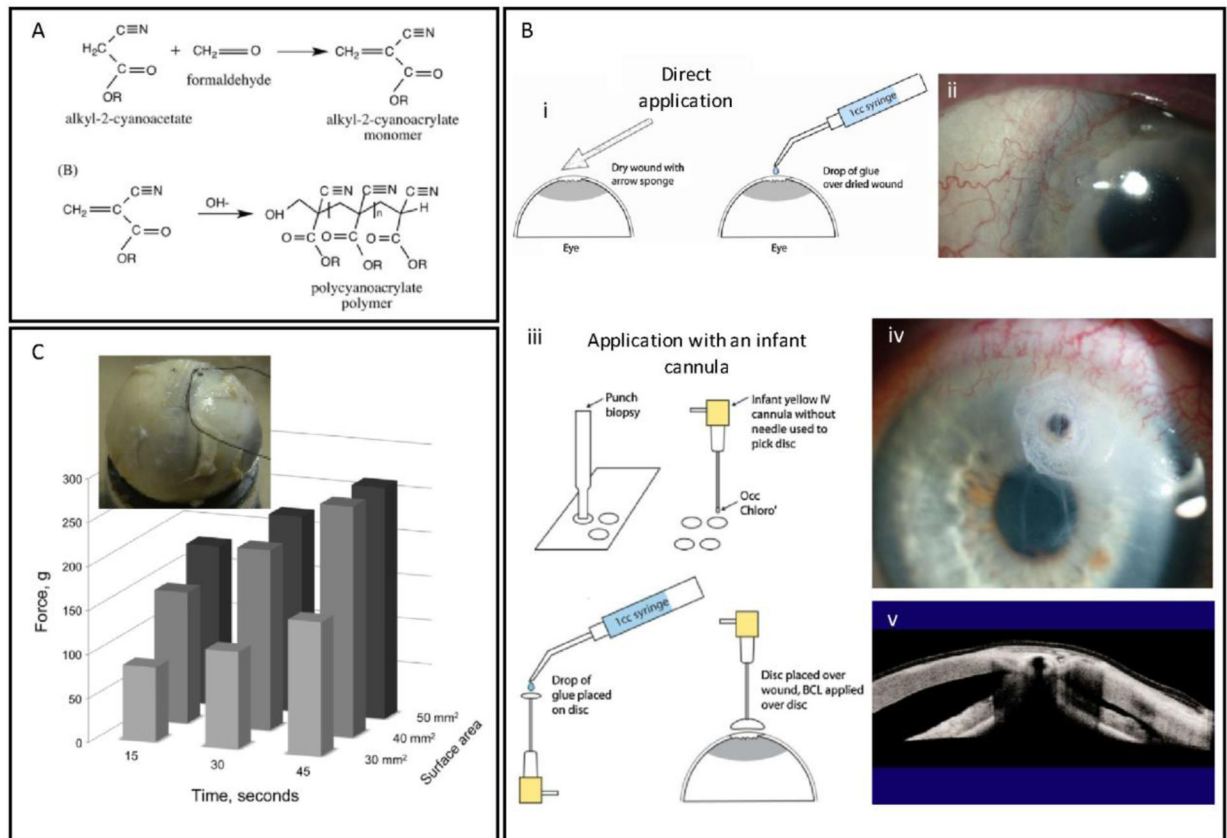 A
C≡N
H₂C
C=O
OR
alkyl-2-cyanoacetate
+
CH₂=O
formaldehyde
C≡N
CH₂=C
C=O
OR
alkyl-2-cyanoacrylate
monomer
(B)
C≡N
CH₂=C
C=O
OR
OH-
C≡N C≡N C≡N
OH
n
H
O=C O=C O=C
OR OR OR
polycyanoacrylate
polymer
B
i
Direct
application
Dry wound with
arrow sponge
Eye
1cc syringe
Drop of glue
over dried wound
Eye
ii
iii
Application with an infant
cannula
Punch
biopsy
Infant yellow IV
cannula without
needle used to
pick disc
Occ
Chloro'
1cc syringe
Drop of
glue placed
on disc
Disc placed over
wound, BCL applied
over disc
iv
v
C
Force, g
300
250
200
150
100
50
0
15
30
45
Time, seconds
50 mm²
40 mm²
30 mm²
Surface area